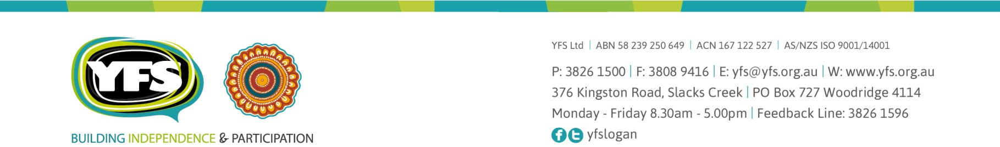 YFS
BUILDING INDEPENDENCE & PARTICIPATION
YFS Ltd | ABN 58 239 250 649 | ACN 167 122 527 | AS/NZS ISO 9001/14001
P: 3826 1500 | F: 3808 9416 | E: yfs@yfs.org.au | W: www.yfs.org.au
376 Kingston Road, Slacks Creek | PO Box 727 Woodridge 4114
Monday - Friday 8.30am - 5.00pm | Feedback Line: 3826 1596
yfslogan